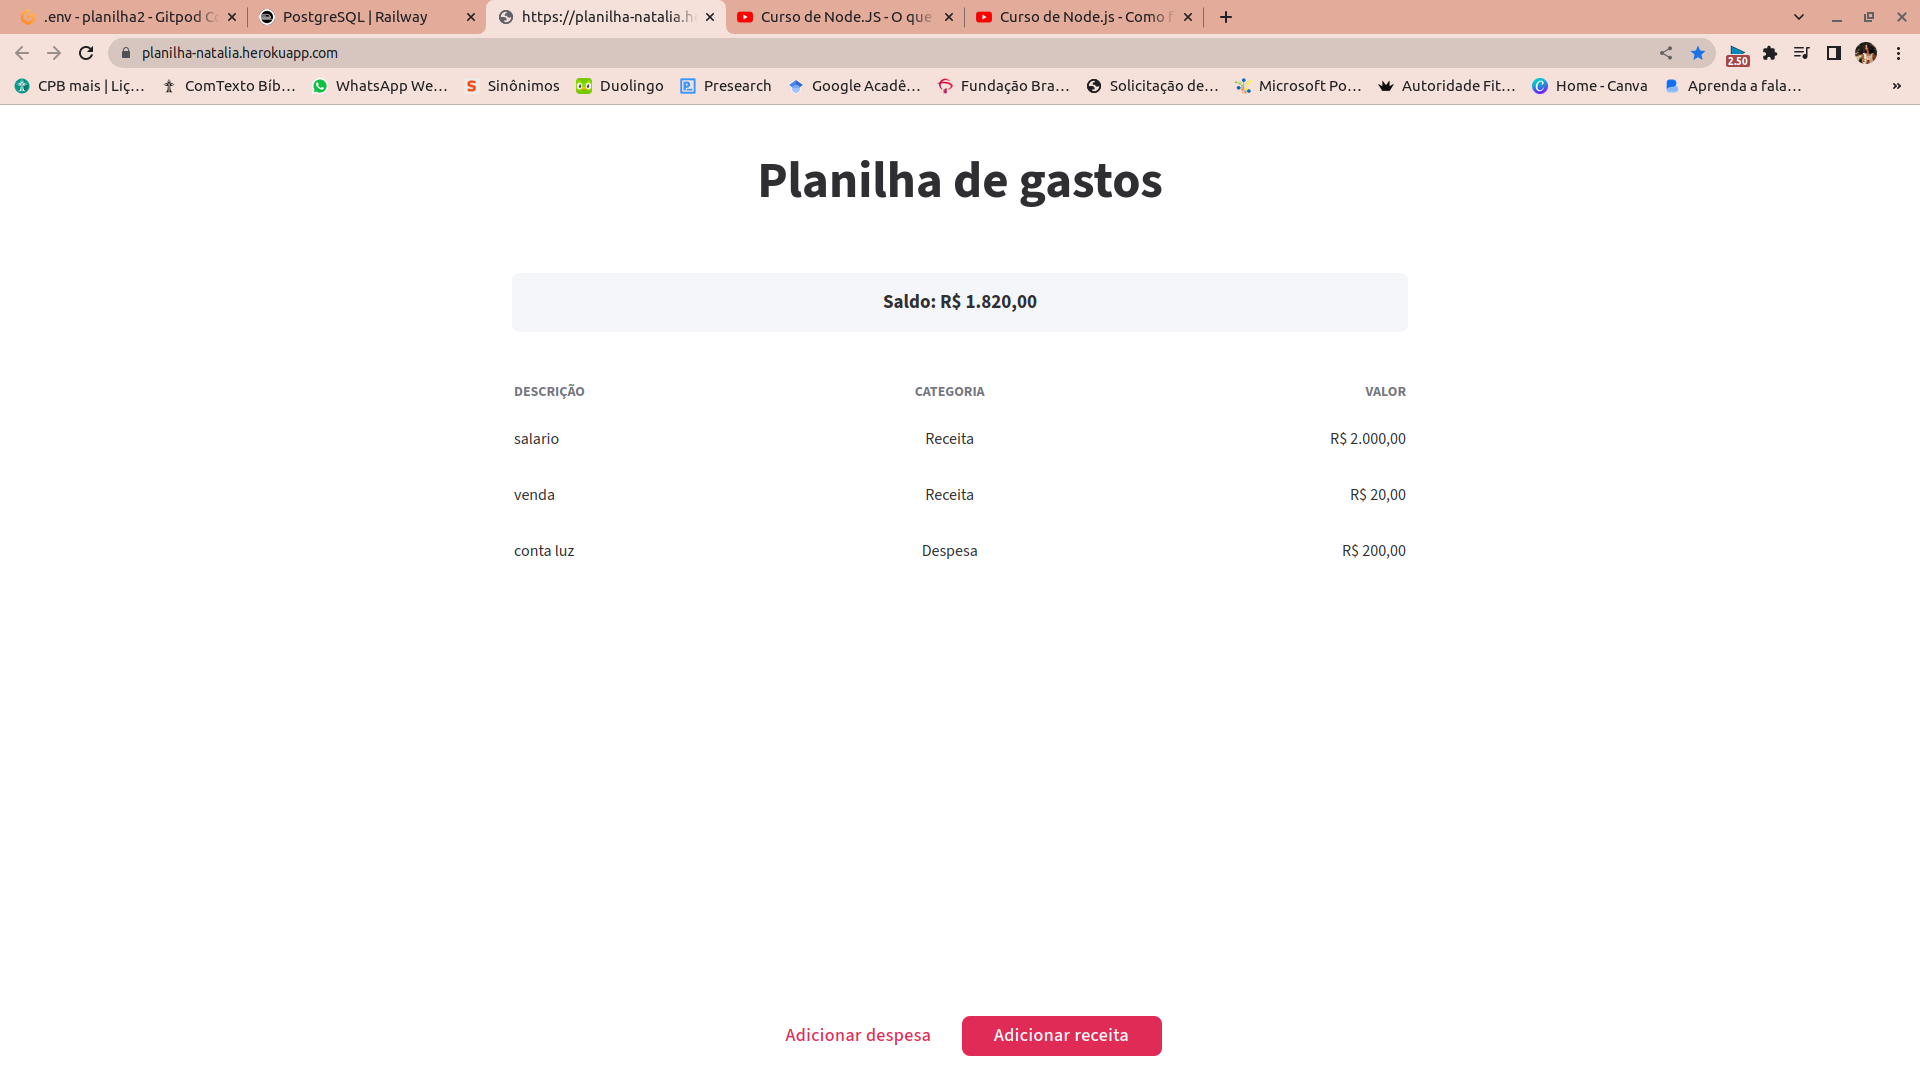 .env - planilha2 - Gitpod Co
PostgreSQL | Railway
https://planilha-natalia.h
Curso de Node.JS - O que
Curso de Node.js - Como f
planilha-natalia.herokuapp.com
2.50
CPB mais | Liç...
ComTexto Bíb...
WhatsApp We...
Sinônimos
Duolingo
Presearch
Google Acadê...
Fundação Bra...
Solicitação de...
Microsoft Po...
Autoridade Fit...
Home - Canva
Aprenda a fala...
»
Planilha de gastos
Saldo: R$ 1.820,00
DESCRIÇÃO CATEGORIA VALOR
salario Receita R$ 2.000,00
venda Receita R$ 20,00
conta luz Despesa R$ 200,00
Adicionar despesa Adicionar receita